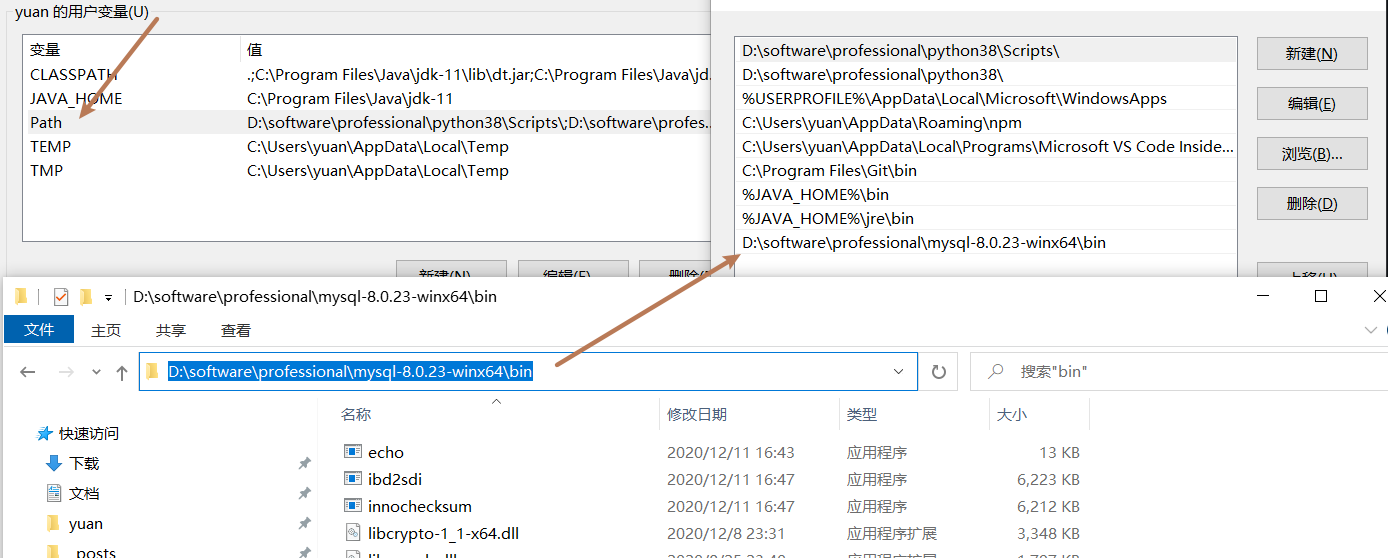 yuan 的用户变量(U)
变量 值
CLASSPATH .;C:\Program Files\Java\jdk-11\lib\dt.jar;C:\Program Files\Java\jd...
JAVA_HOME C:\Program Files\Java\jdk-11
Path D:\software\professional\python38\Scripts\;D:\software\profes...
TEMP C:\Users\yuan\AppData\Local\Temp
TMP C:\Users\yuan\AppData\Local\Temp
新建(N) 编辑(E) 删除(
D:\software\professional\python38\Scripts\
D:\software\professional\python38\
%USERPROFILE%\AppData\Local\Microsoft\WindowsApps
C:\Users\yuan\AppData\Roaming\npm
C:\Users\yuan\AppData\Local\Programs\Microsoft VS Code Inside...
C:\Program Files\Git\bin
%JAVA_HOME%\bin
%JAVA_HOME%\jre\bin
D:\software\professional\mysql-8.0.23-winx64\bin
新建(N)
编辑(E)
浏览(B)...
删除(D)
上移(U)
D:\software\professional\mysql-8.0.23-winx64\bin
文件 主页 共享 查看
D:\software\professional\mysql-8.0.23-winx64\bin
搜索"bin"
快速访问
下载
文档
yuan
_posts
名称 修改日期 类型 大小
echo 2020/12/11 16:43 应用程序 13 KB
ibd2sdi 2020/12/11 16:47 应用程序 6,223 KB
innochecksum 2020/12/11 16:47 应用程序 6,212 KB
libcrypto-1_1-x64.dll 2020/12/8 23:31 应用程序扩展 3,348 KB
应用程序扩展